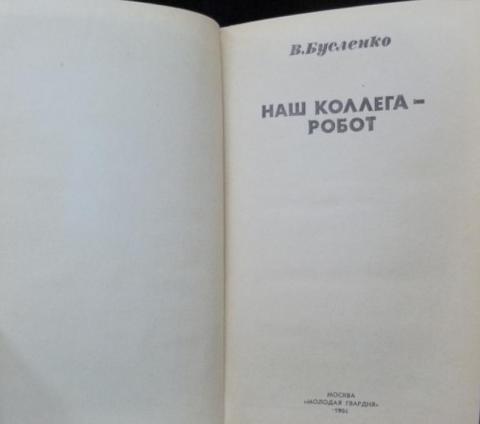 В.Бусленко
НАШ КОЛЛЕГА-
РОБОТ
МОСКВА
«МОЛОДАЯ ГВАРДИЯ»